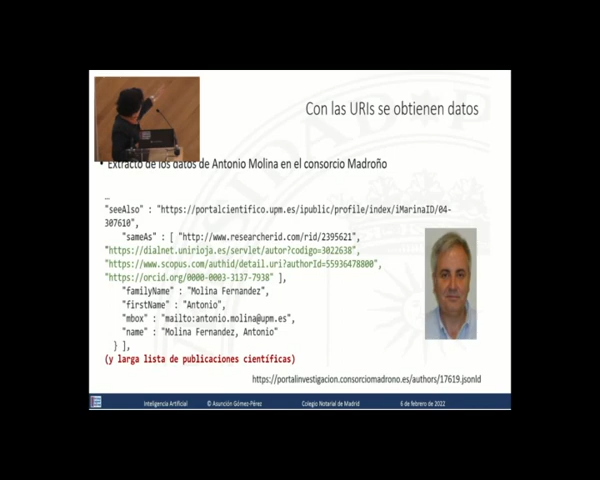 Con las URIs se obtienen datos
• Extracto de los datos de Antonio Molina en el consorcio Madroño
…
"seeAlso" : "https://portalcientifico.upm.es/ipublic/profile/index/iMarinaID/04-
307610",
"sameAs" : [ "http://www.researcherid.com/rid/2395621",
"https://dialnet.unirioja.es/servlet/autor?codigo=3022638",
"https://www.scopus.com/authid/detail.uri?authorId=55936478800",
"https://orcid.org/0000-0003-3137-7938" ],
"familyName" : "Molina Fernandez",
"firstName" : "Antonio",
"mbox" : "mailto:antonio.molina@upm.es",
"name" : "Molina Fernandez, Antonio"
} ],
(y larga lista de publicaciones científicas)
https://portalinvestigacion.consorciomadrono.es/authors/17619.jsonld
Inteligencia Artificial © Asunción Gómez-Pérez Colegio Notarial de Madrid 6 de febrero de 2022